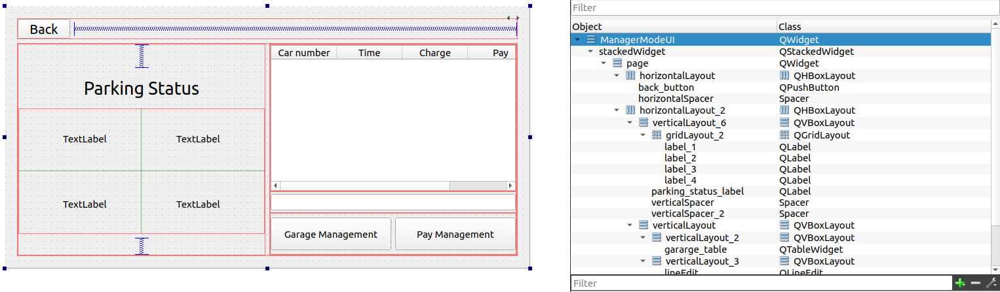 Back
Parking Status
TextLabel TextLabel
TextLabel TextLabel
Car number Time Charge Pay
Garage Management Pay Management
Filter
Object Class
ManagerModeUI QWidget
stackedWidget QStackedWidget
page QWidget
horizontalLayout QHBoxLayout
back_button QPushButton
horizontalSpacer Spacer
horizontalLayout_2 QHBoxLayout
verticalLayout_6 QVBoxLayout
gridLayout_2 QGridLayout
label_1 QLabel
label_2 QLabel
label_3 QLabel
label_4 QLabel
parking_status_label QLabel
verticalSpacer Spacer
verticalSpacer_2 Spacer
verticalLayout QVBoxLayout
verticalLayout_2 QVBoxLayout
gararge_table QTableWidget
verticalLayout_3 QVBoxLayout
lineEdit QLineEdit
Filter